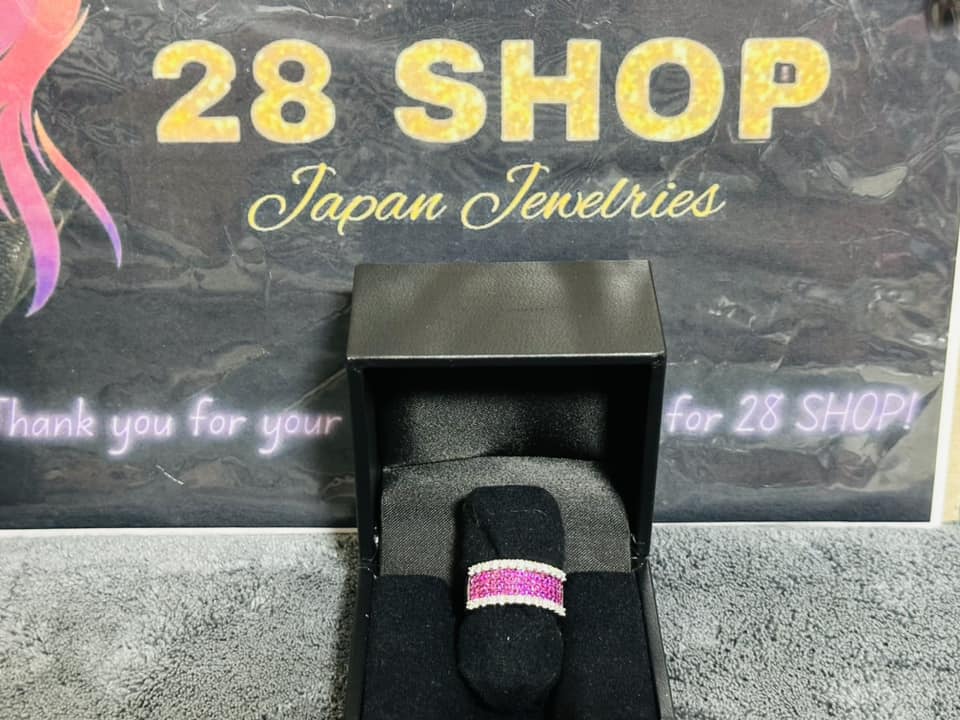 28 SHOP
Japan Jewelries
Thank you for your for 28 SHOP!